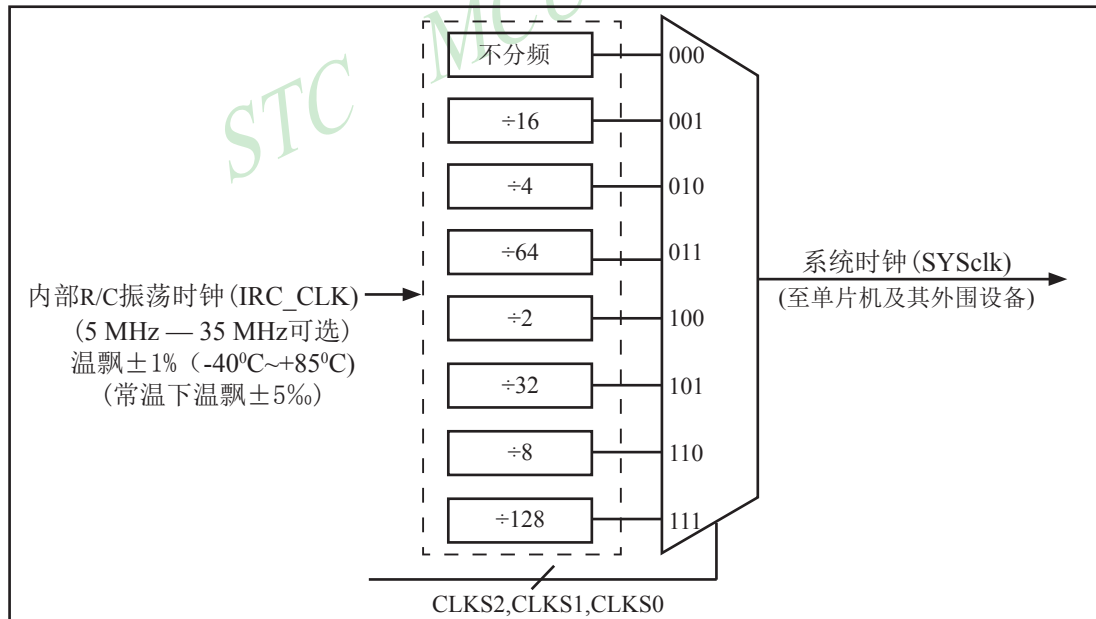 STC MCU
不分频
000
÷16
001
÷4
010
÷64
011
÷2
100
÷32
101
÷8
110
÷128
111
内部R/C振荡时钟(IRC_CLK)
(5 MHz — 35 MHz可选)
温飘±1%（-40⁰C~+85⁰C)
(常温下温飘±5‰)
系统时钟(SYSclk)
(至单片机及其外围设备)
CLKS2,CLKS1,CLKS0